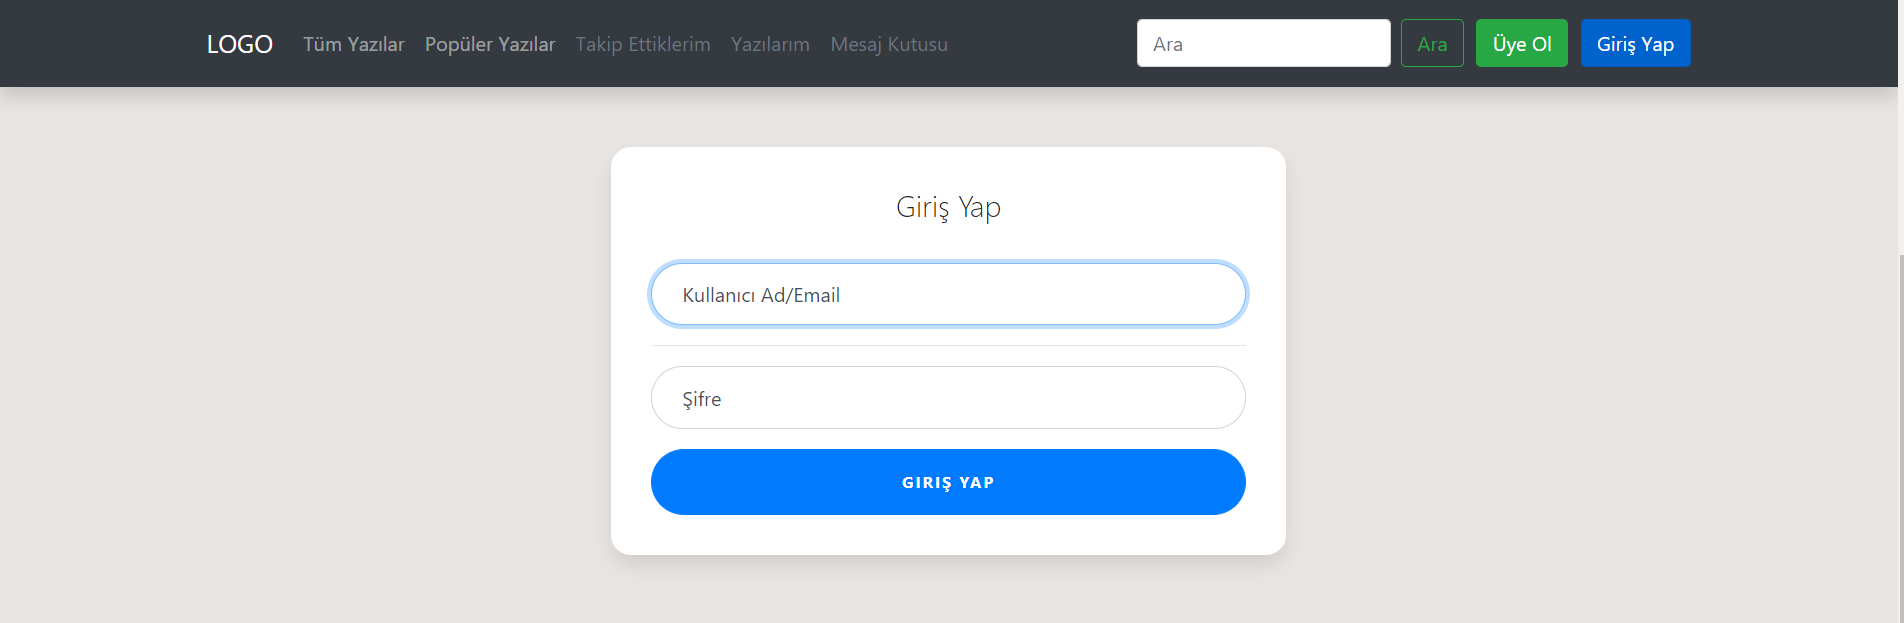 LOGO Tüm Yazılar Popüler Yazılar Takip Ettiklerim Yazılarım Mesaj Kutusu Ara Ara Üye Ol Giriş Yap
Giriş Yap
Kullanıcı Ad/Email
Şifre
GIRIŞ YAP